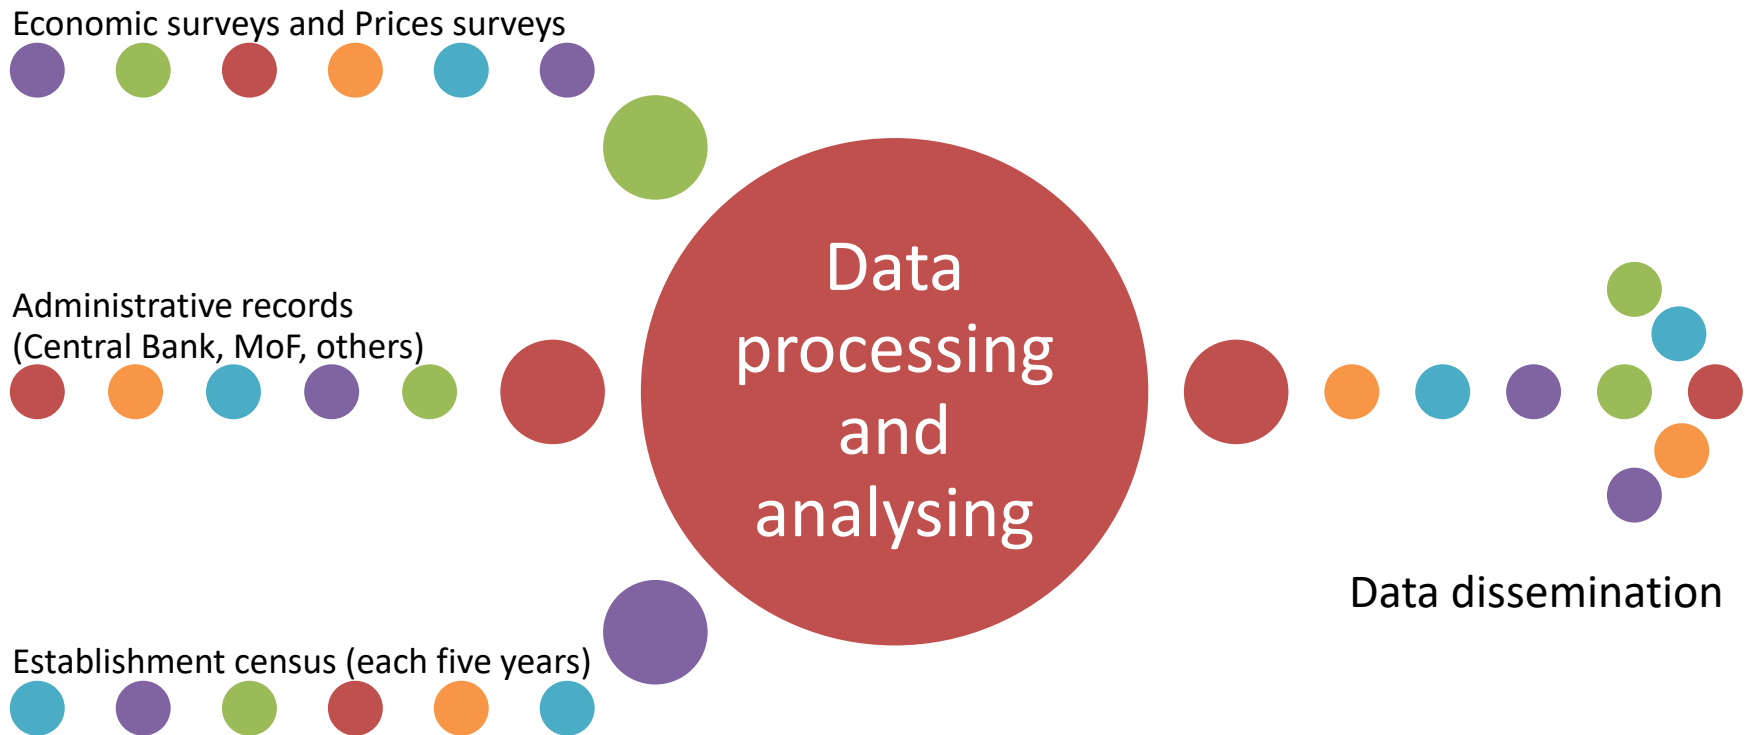 Economic surveys and Prices surveys
Administrative records
(Central Bank, MoF, others)
Establishment census (each five years)
Data
processing
and
analysing
Data dissemination